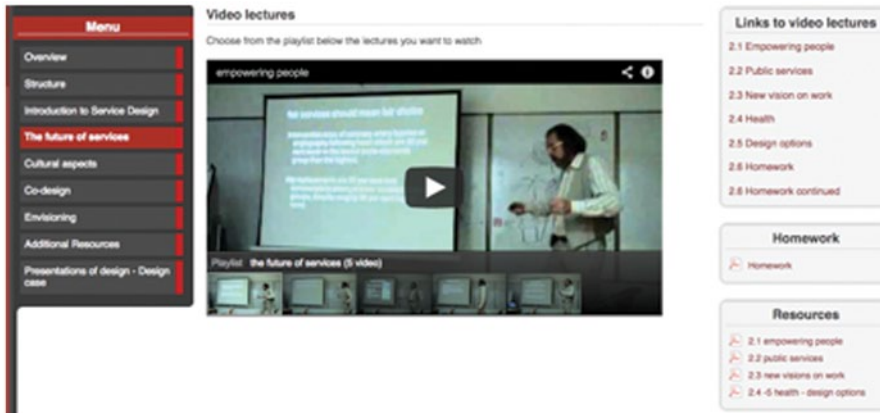 Menu
Overview
Structure
Introduction to Service Design
The future of services
Cultural aspects
Co-design
Envisioning
Additional Resources
Presentations of design - Design
case
Video lectures
Choose from the playlist below the lectures you want to watch
empowering people
Playlist the future of services (5 video)
Links to video lectures
2.1 Empowering people
2.2 Public services
2.3 New vision on work
2.4 Health
2.5 Design options
2.6 Homework
2.6 Homework continued
Homework
Homework
Resources
2.1 empowering people
2.2 public services
2.3 new visions on work
2.4 -5 health - design options